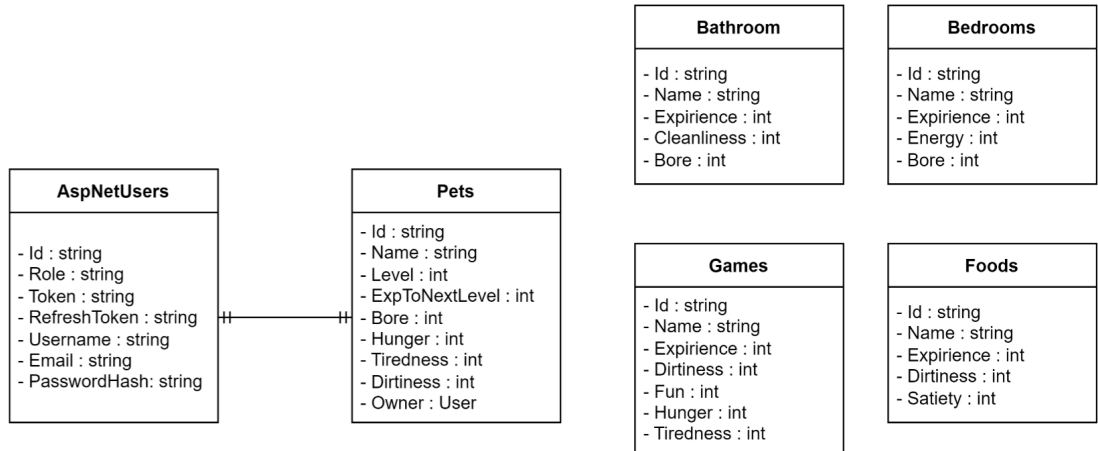 AspNetUsers
- Id : string
- Role : string
- Token : string
- RefreshToken : string
- Username : string
- Email : string
- PasswordHash: string
Pets
- Id : string
- Name : string
- Level : int
- ExpToNextLevel : int
- Bore : int
- Hunger : int
- Tiredness : int
- Dirtiness : int
- Owner : User
Bathroom
- Id : string
- Name : string
- Expirience : int
- Cleanliness : int
- Bore : int
Bedrooms
- Id : string
- Name : string
- Expirience : int
- Energy : int
- Bore : int
Games
- Id : string
- Name : string
- Expirience : int
- Dirtiness : int
- Fun : int
- Hunger : int
- Tiredness : int
Foods
- Id : string
- Name : string
- Expirience : int
- Dirtiness : int
- Satiety : int